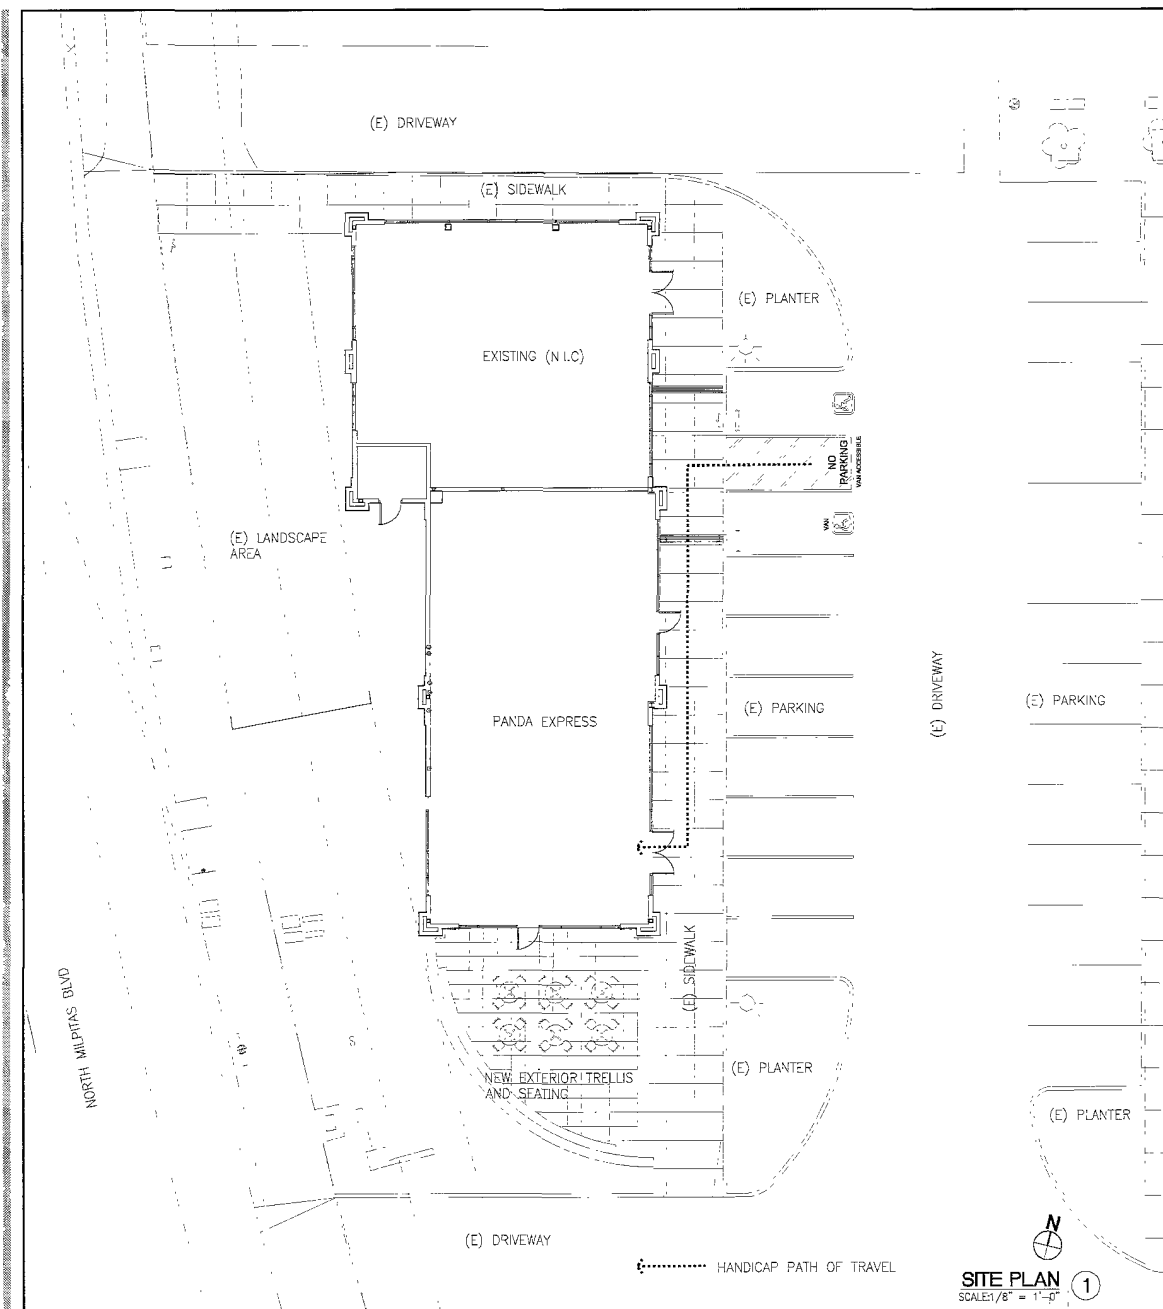 (E) DRIVEWAY
(E) SIDEWALK
(E) PLANTER
EXISTING (N.I.C)
NO
PARKING
VAN ACCESSIBLE
VAN
(E) LANDSCAPE
AREA
(E) DRIVEWAY
(E) PARKING
(E) PARKING
PANDA EXPRESS
(E) SIDEWALK
NORTH MILPITAS BLVD
NEW EXTERIOR TRELLIS
AND SEATING
(E) PLANTER
(E) PLANTER
(E) DRIVEWAY
HANDICAP PATH OF TRAVEL
N
SITE PLAN 1
SCALE:1/8" = 1'-0"